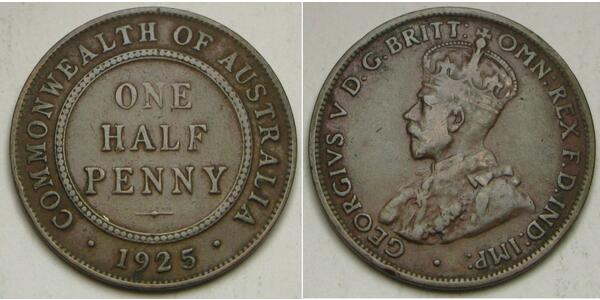 COMMONWEALTH OF AUSTRALIA
ONE
HALF
PENNY
· 1925 ·
GEORGIVS V D.G. BRITT: OMN: REX F.D. IND: IMP: